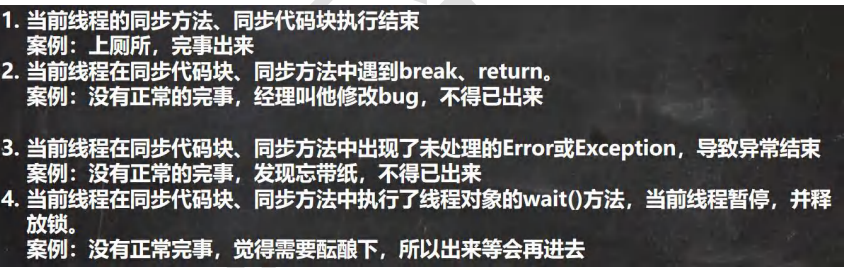 1. 当前线程的同步方法、同步代码块执行结束
案例：上厕所，完事出来
2. 当前线程在同步代码块、同步方法中遇到break、return。
案例：没有正常的完事，经理叫他修改bug，不得已出来
3. 当前线程在同步代码块、同步方法中出现了未处理的Error或Exception，导致异常结束
案例：没有正常的完事，发现忘带纸，不得已出来
4. 当前线程在同步代码块、同步方法中执行了线程对象的wait()方法，当前线程暂停，并释
放锁。
案例：没有正常完事，觉得需要酝酿下，所以出来等会再进去